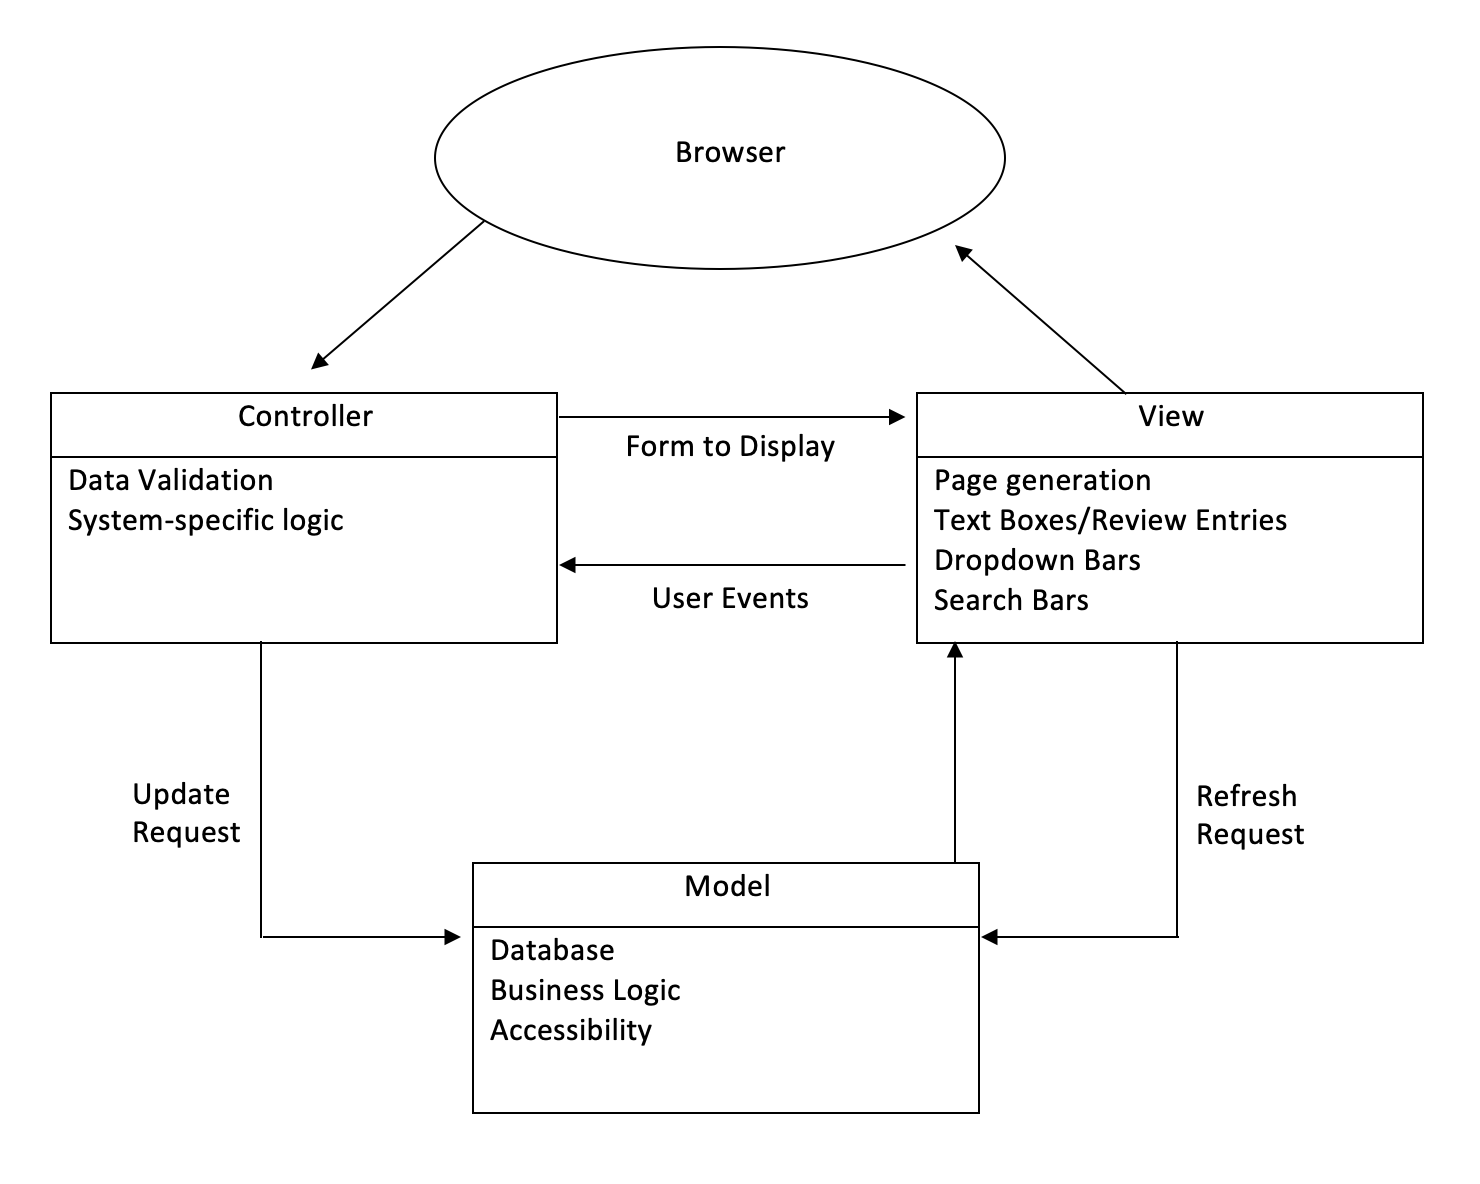 Browser
Controller
Data Validation
System-specific logic
Form to Display
User Events
View
Page generation
Text Boxes/Review Entries
Dropdown Bars
Search Bars
Update
Request
Refresh
Request
Model
Database
Business Logic
Accessibility